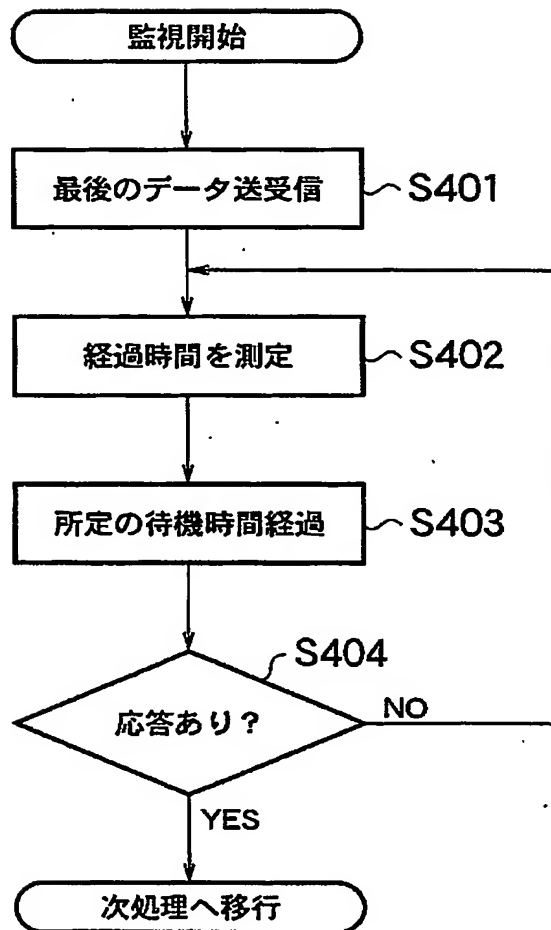 監視開始
最後のデータ送受信
S401
経過時間を測定
S402
所定の待機時間経過
S403
S404
応答あり？
NO
YES
次処理へ移行